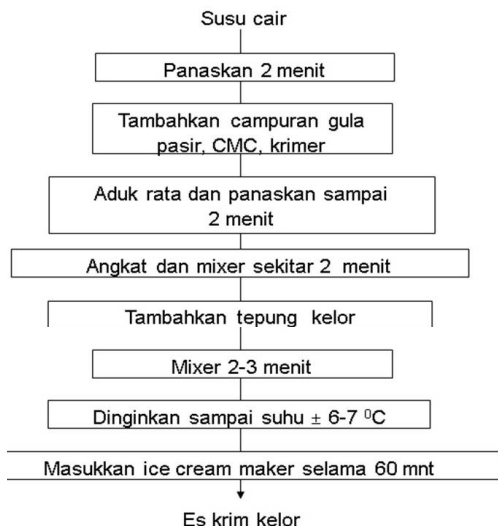 Susu cair
Panaskan 2 menit
Tambahkan campuran gula
pasir, CMC, krimer
Aduk rata dan panaskan sampai
2 menit
Angkat dan mixer sekitar 2 menit
Tambahkan tepung kelor
Mixer 2-3 menit
Dinginkan sampai suhu ± 6-7 ⁰C
Masukkan ice cream maker selama 60 mnt
Es krim kelor